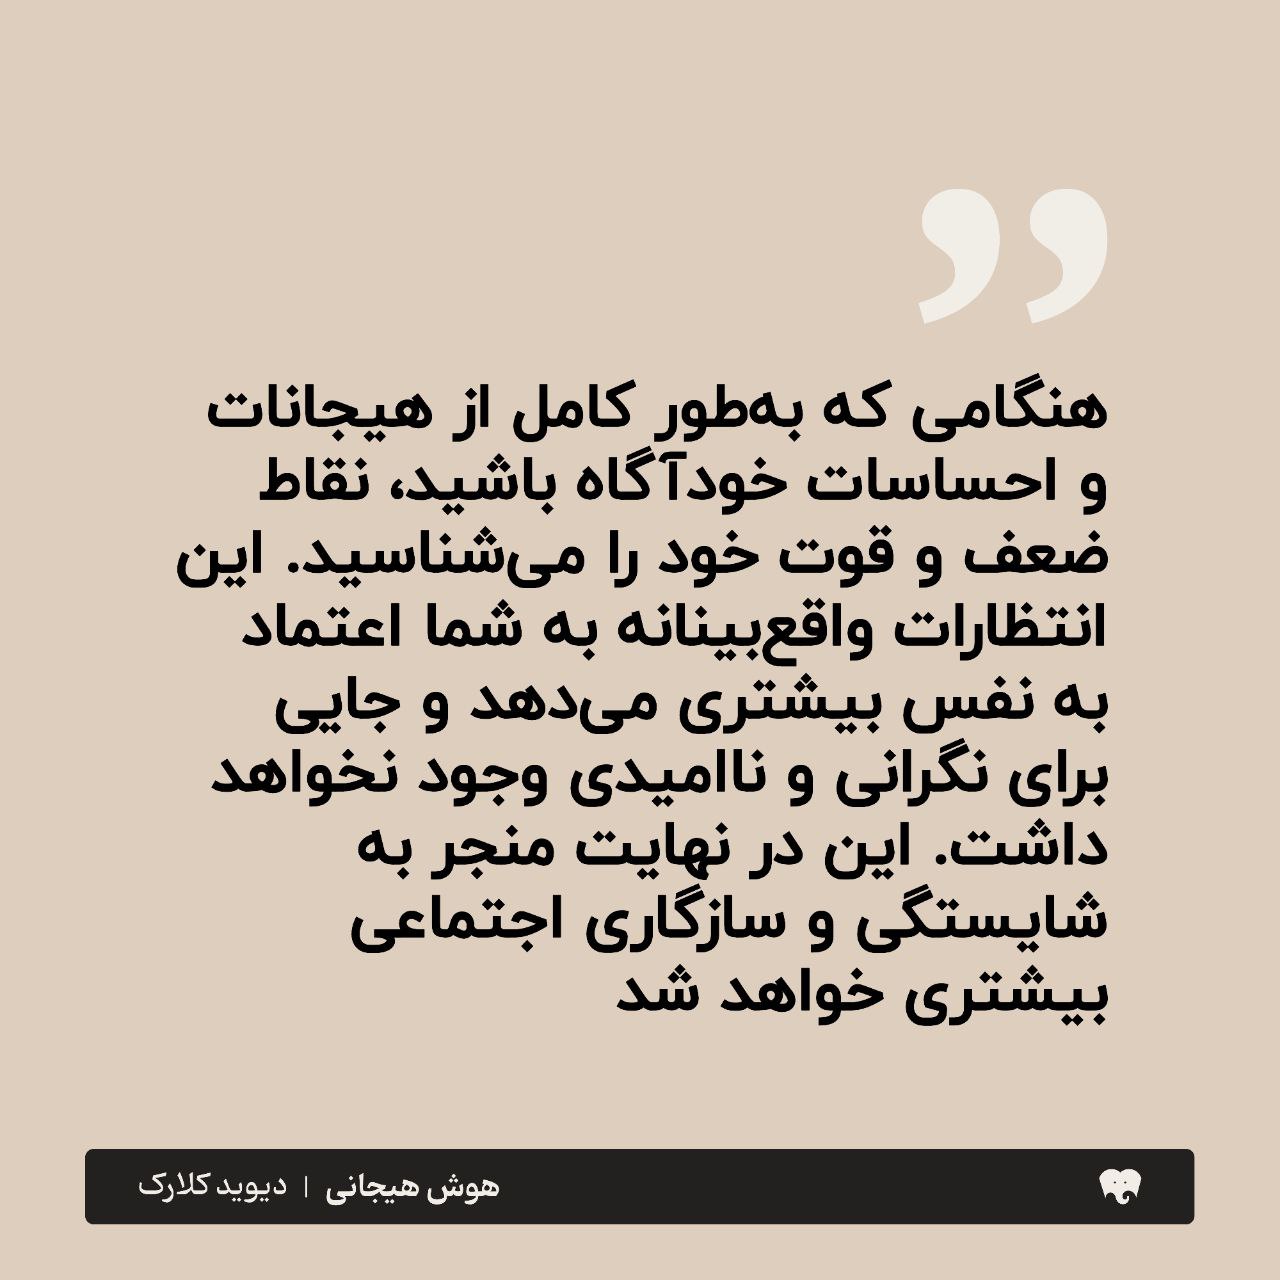 هنگامی که به‌طور کامل از هیجانات
و احساسات خودآگاه باشید، نقاط
ضعف و قوت خود را می‌شناسید. این
انتظارات واقع‌بینانه به شما اعتماد
به نفس بیشتری می‌دهد و جایی
برای نگرانی و ناامیدی وجود نخواهد
داشت. این در نهایت منجر به
شایستگی و سازگاری اجتماعی
بیشتری خواهد شد
هوش هیجانی | دیوید کلارک